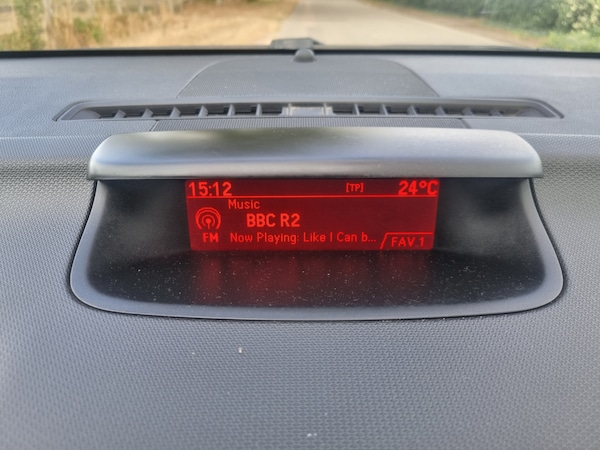 15:12 [TP] 24°C
Music
BBC R2
FM Now Playing: Like I Can b... FAV 1